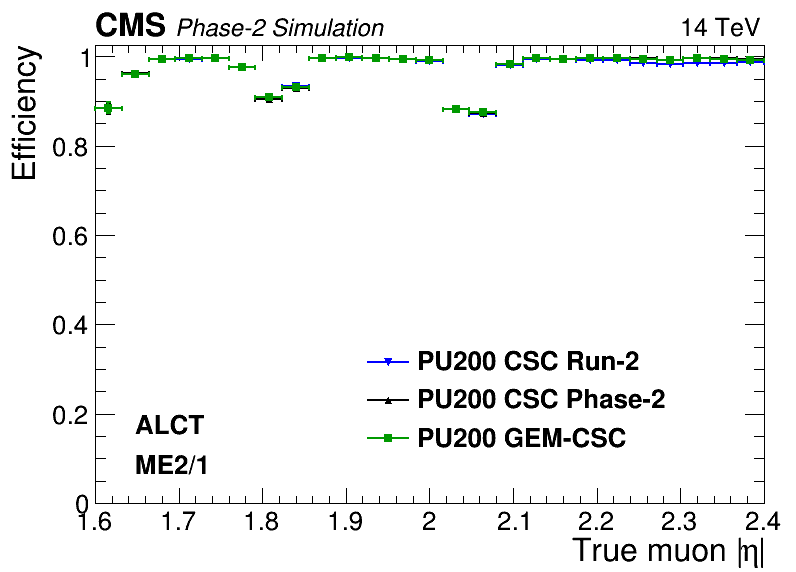 CMS Phase-2 Simulation 14 TeV
Efficiency
1
0.8
0.6
0.4
0.2
0
PU200 CSC Run-2
PU200 CSC Phase-2
PU200 GEM-CSC
ALCT
ME2/1
1.6 1.7 1.8 1.9 2 2.1 2.2 2.3 2.4
True muon |η|